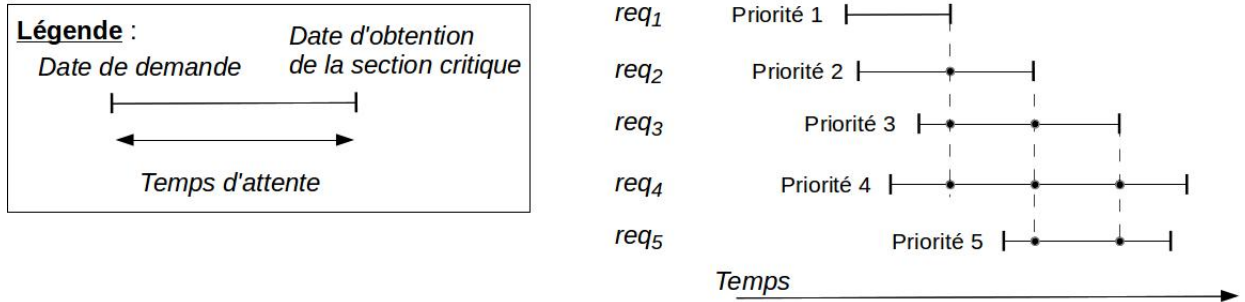 Légende :
Date de demande
Date d'obtention
de la section critique
Temps d'attente
req1 Priorité 1
req2 Priorité 2
req3 Priorité 3
req4 Priorité 4
req5 Priorité 5
Temps